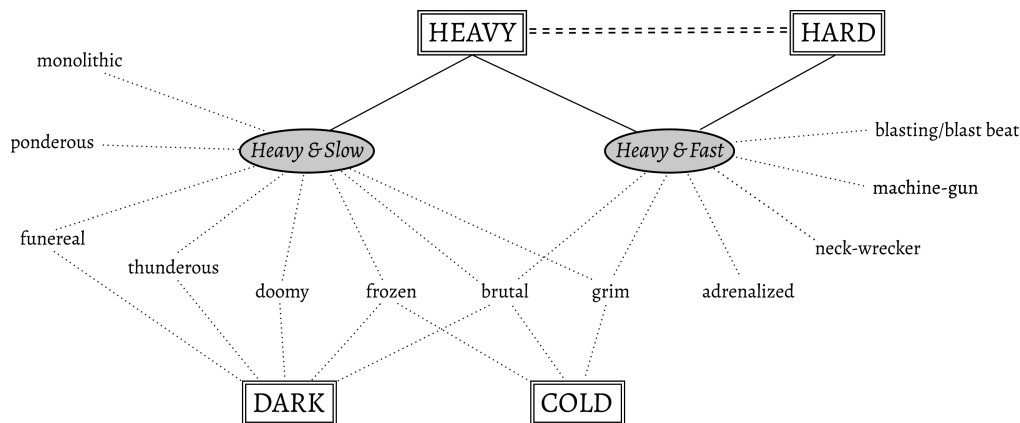 HEAVY
HARD
monolithic
ponderous
Heavy & Slow
Heavy & Fast
blasting/blast beat
machine-gun
funereal
thunderous
neck-wrecker
doomy
frozen
brutal
grim
adrenalized
DARK
COLD